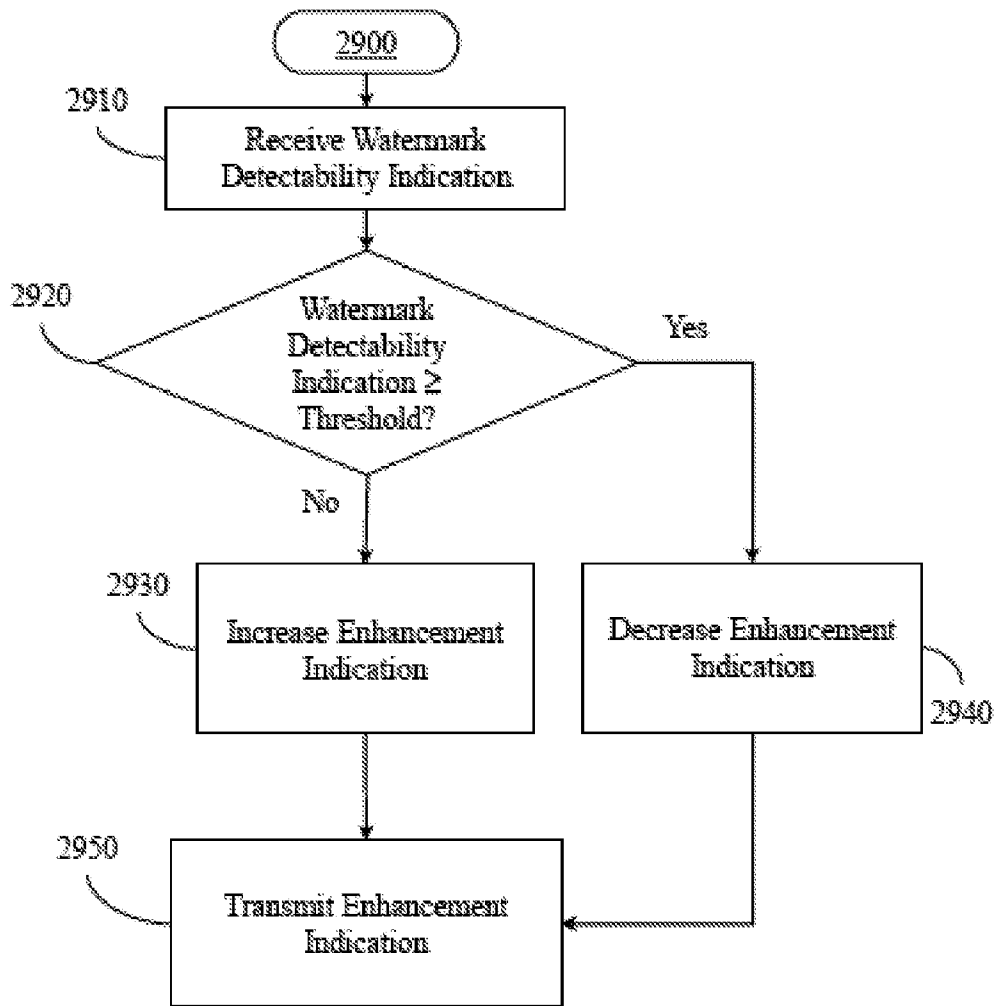 2900
2910
Receive Watermark
Detectability Indication
2920
Watermark
Detectability
Indication ≥
Threshold?
Yes
No
2930
Increase Enhancement
Indication
Decrease Enhancement
Indication
2940
2950
Transmit Enhancement
Indication